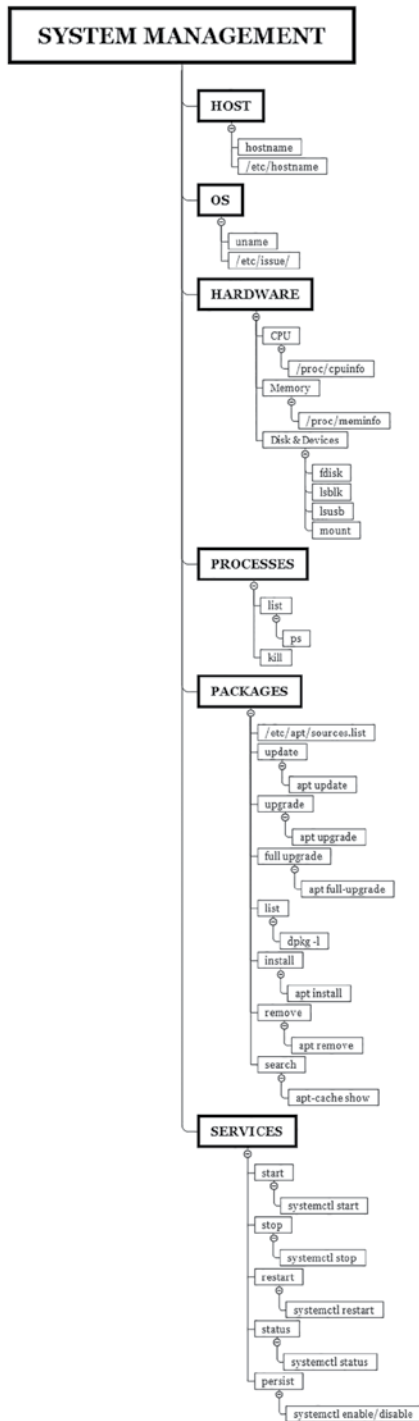 SYSTEM MANAGEMENT
HOST
hostname
/etc/hostname
OS
uname
/etc/issue/
HARDWARE
CPU
/proc/cpuinfo
Memory
/proc/meminfo
Disk & Devices
fdisk
lsblk
lsusb
mount
PROCESSES
list
ps
kill
PACKAGES
/etc/apt/sources.list
update
apt update
upgrade
apt upgrade
full upgrade
apt full-upgrade
list
dpkg -l
install
apt install
remove
apt remove
search
apt-cache show
SERVICES
start
systemctl start
stop
systemctl stop
restart
systemctl restart
status
systemctl status
persist
systemctl enable/disable